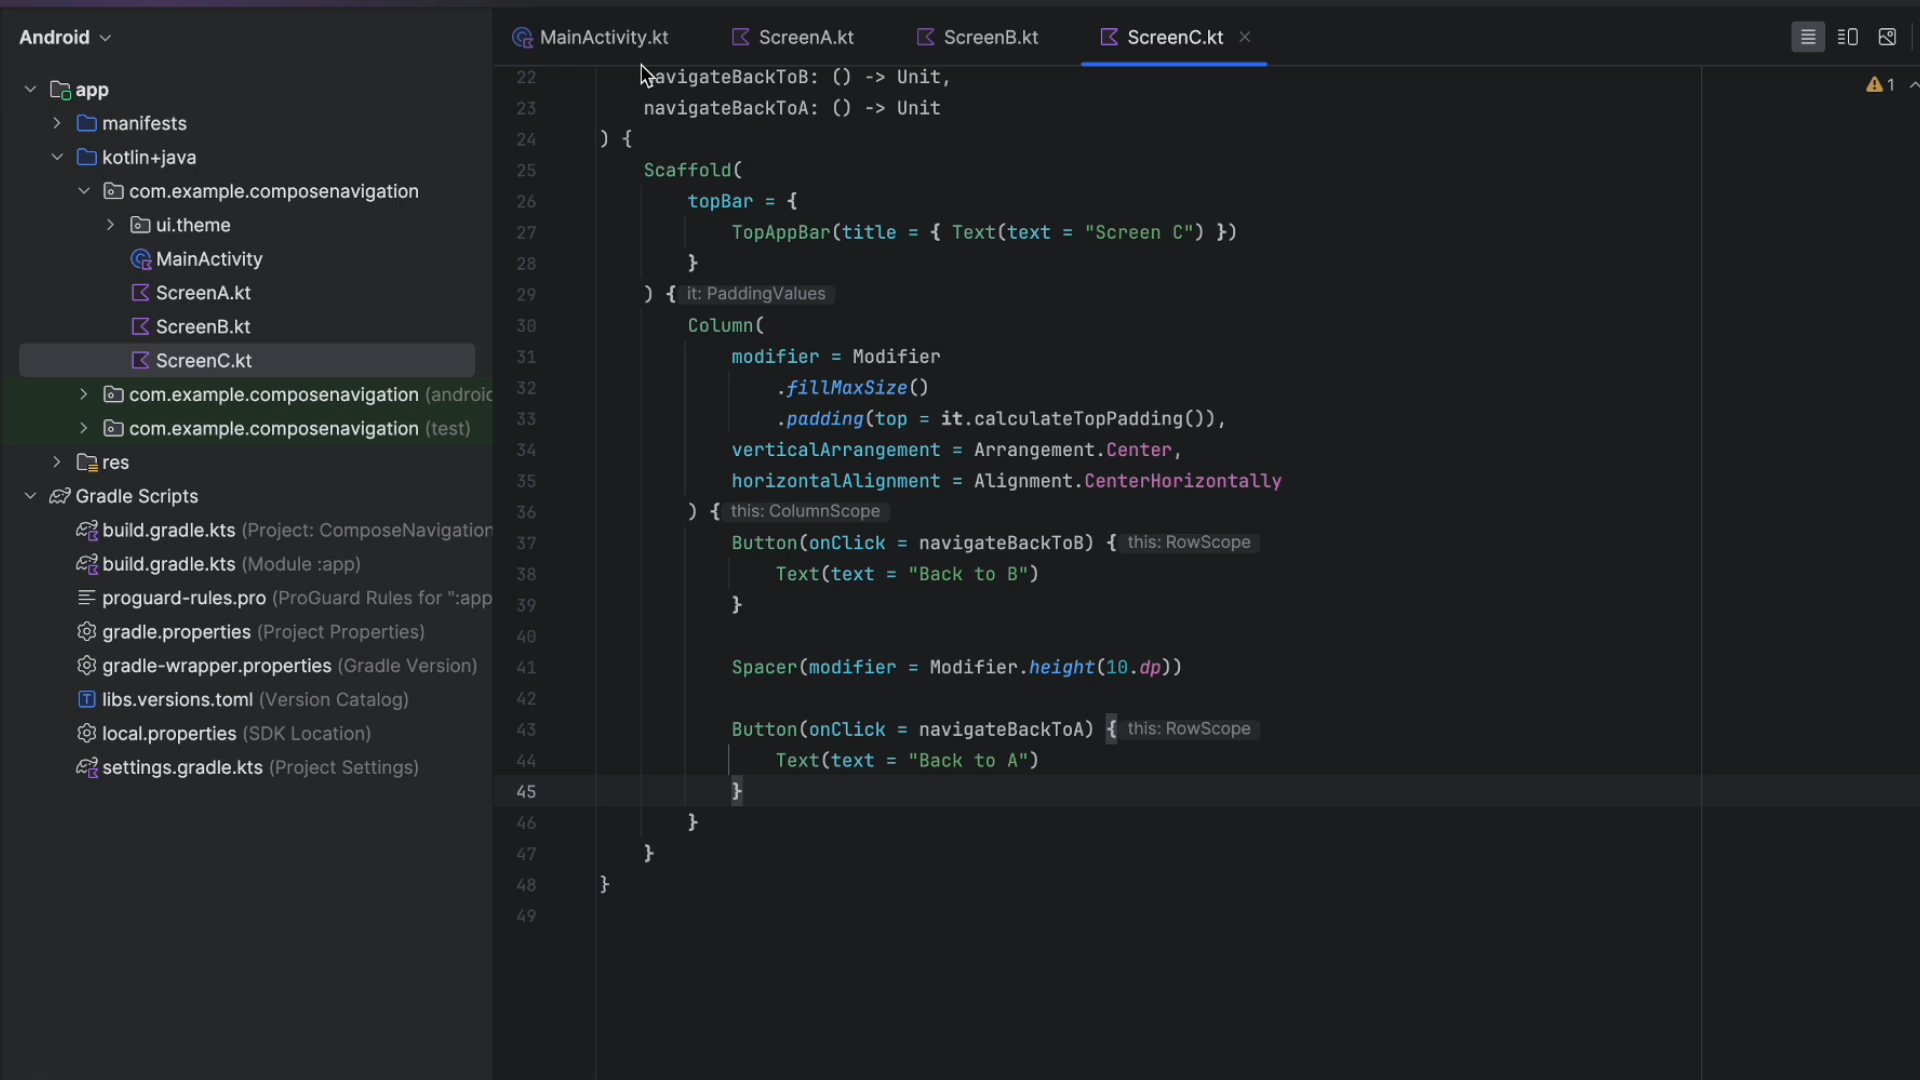 Android
MainActivity.kt
ScreenA.kt
ScreenB.kt
ScreenC.kt
1
app
manifests
kotlin+java
com.example.composenavigation
ui.theme
MainActivity
ScreenA.kt
ScreenB.kt
ScreenC.kt
com.example.composenavigation (android
com.example.composenavigation (test)
res
Gradle Scripts
build.gradle.kts (Project: ComposeNavigation
build.gradle.kts (Module :app)
proguard-rules.pro (ProGuard Rules for ":app
gradle.properties (Project Properties)
gradle-wrapper.properties (Gradle Version)
libs.versions.toml (Version Catalog)
local.properties (SDK Location)
settings.gradle.kts (Project Settings)
22 navigateBackToB: () -> Unit,
23 navigateBackToA: () -> Unit
24 ) {
25 Scaffold(
26 topBar = {
27 TopAppBar(title = { Text(text = "Screen C") })
28 }
29 ) { it: PaddingValues
30 Column(
31 modifier = Modifier
32 .fillMaxSize()
33 .padding(top = it.calculateTopPadding()),
34 verticalArrangement = Arrangement.Center,
35 horizontalAlignment = Alignment.CenterHorizontally
36 ) { this: ColumnScope
37 Button(onClick = navigateBackToB) { this: RowScope
38 Text(text = "Back to B")
39 }
40
41 Spacer(modifier = Modifier.height(10.dp))
42
43 Button(onClick = navigateBackToA) { this: RowScope
44 Text(text = "Back to A")
45 }
46 }
47 }
48 }
49